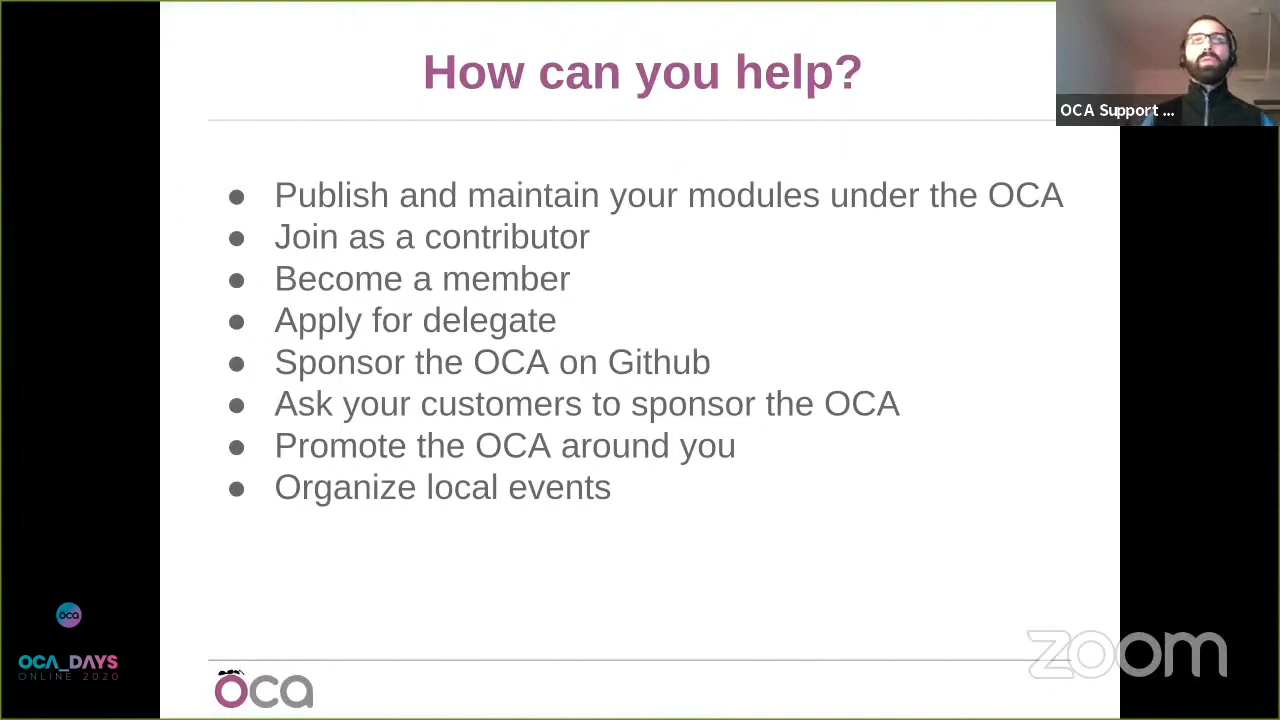 How can you help?
OCA Support ...
● Publish and maintain your modules under the OCA
● Join as a contributor
● Become a member
● Apply for delegate
● Sponsor the OCA on Github
● Ask your customers to sponsor the OCA
● Promote the OCA around you
● Organize local events
oca
OCA_DAYS
ONLINE 2020
zoom
oca